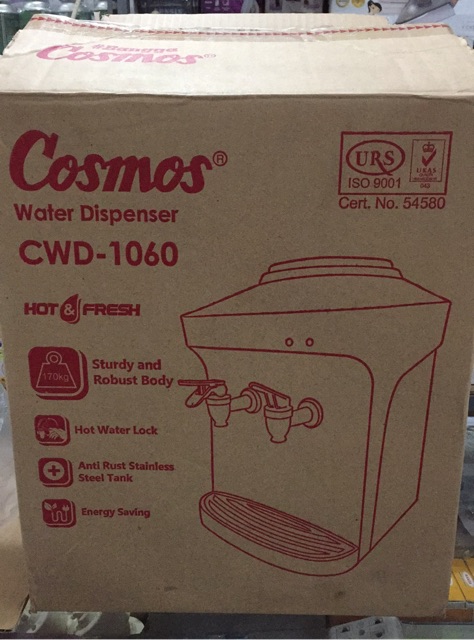 Cosmos
Cosmos®
Water Dispenser
CWD-1060
HOT & FRESH
170kg
Sturdy and
Robust Body
Hot Water Lock
Anti Rust Stainless
Steel Tank
Energy Saving
URS
UKAS
ISO 9001
Cert. No. 54580